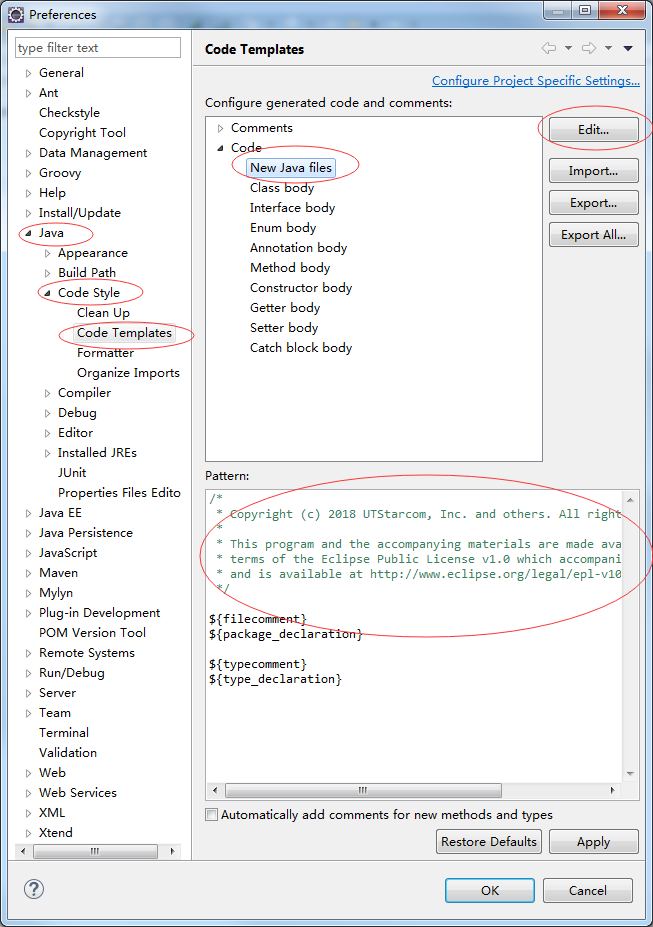 Preferences
type filter text
General
Ant
Checkstyle
Copyright Tool
Data Management
Groovy
Help
Install/Update
Java
Appearance
Build Path
Code Style
Clean Up
Code Templates
Formatter
Organize Imports
Compiler
Debug
Editor
Installed JREs
JUnit
Properties Files Edito
Java EE
Java Persistence
JavaScript
Maven
Mylyn
Plug-in Development
POM Version Tool
Remote Systems
Run/Debug
Server
Team
Terminal
Validation
Web
Web Services
XML
Xtend
Code Templates
Configure Project Specific Settings...
Configure generated code and comments:
Comments
Code
New Java files
Class body
Interface body
Enum body
Annotation body
Method body
Constructor body
Getter body
Setter body
Catch block body
Edit...
Import...
Export...
Export All...
Pattern:
/*
 * Copyright (c) 2018 UTStarcom, Inc. and others. All right
 *
 * This program and the accompanying materials are made ava
 * terms of the Eclipse Public License v1.0 which accompani
 * and is available at http://www.eclipse.org/legal/epl-v10
 */
${filecomment}
${package_declaration}
${typecomment}
${type_declaration}
Automatically add comments for new methods and types
Restore Defaults
Apply
OK
Cancel